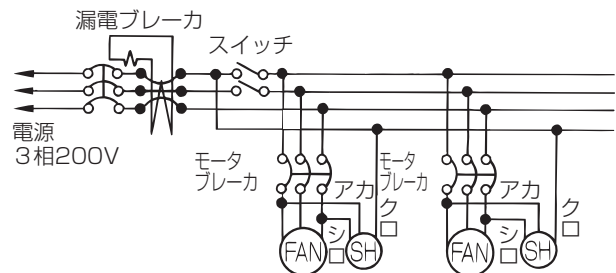 漏電ブレーカ
スイッチ
電源
3相200V
モータ
ブレーカ
アカ
クロ
シロ
FAN
SH
モータ
ブレーカ
アカ
クロ
シロ
FAN
SH